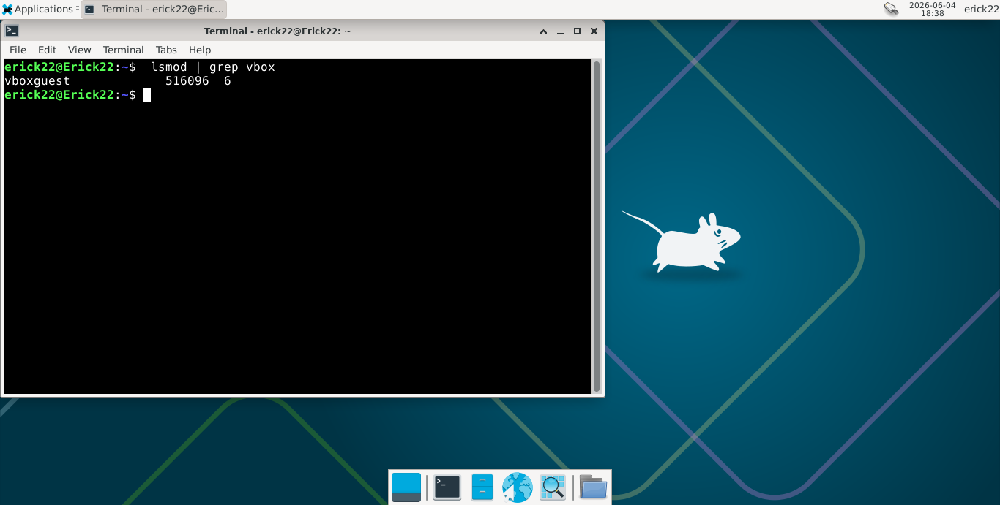 Applications
Terminal - erick22@Eric...
2026-06-04
18:38
erick22
Terminal - erick22@Erick22: ~
File Edit View Terminal Tabs Help
erick22@Erick22:~$  lsmod | grep vbox
vboxguest             516096  6
erick22@Erick22:~$